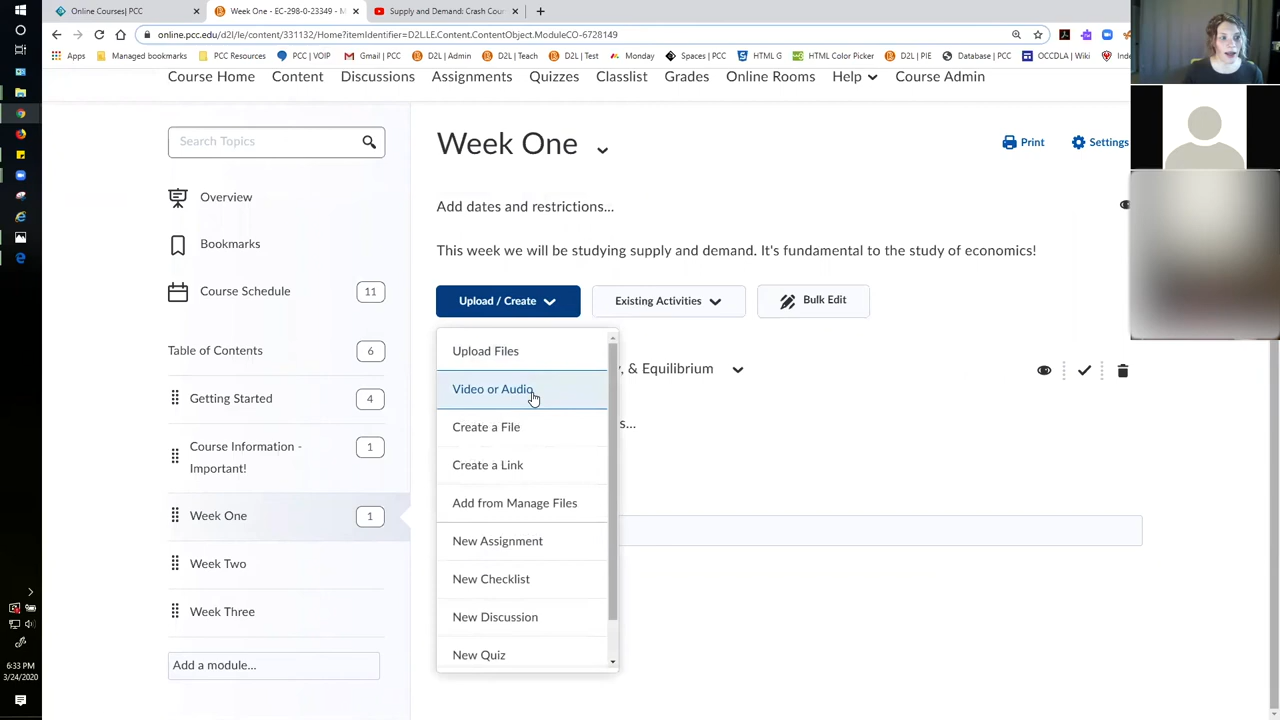 Online Courses| PCC
Week One - EC-298-0-23349 - M
Supply and Demand: Crash Cour
online.pcc.edu/d2l/le/content/331132/Home?itemIdentifier=D2L.LE.Content.ContentObject.ModuleCO-6728149
Apps
Manage Courses
PCC Resources
PCC | VOIP
Gmail | PCC
D2L | Admin
D2L | Teach
D2L | Test
Monday
Spaces | PCC
HTML G
HTML Color Picker
D2L | PIE
Database | PCC
OCCDLA | Wiki
Inde
Course Home
Content
Discussions
Assignments
Quizzes
Classlist
Grades
Online Rooms
Help
Course Admin
Search Topics
Overview
Bookmarks
Course Schedule
11
Table of Contents
6
Getting Started
4
Course Information -
Important!
1
Week One
1
Week Two
Week Three
Add a module...
Week One
Print
Settings
Add dates and restrictions...
This week we will be studying supply and demand. It's fundamental to the study of economics!
Upload / Create
Existing Activities
Bulk Edit
Upload Files
Video or Audio
Create a File
Create a Link
Add from Manage Files
New Assignment
New Checklist
New Discussion
New Quiz
, & Equilibrium
s...
6:33 PM
3/24/2020